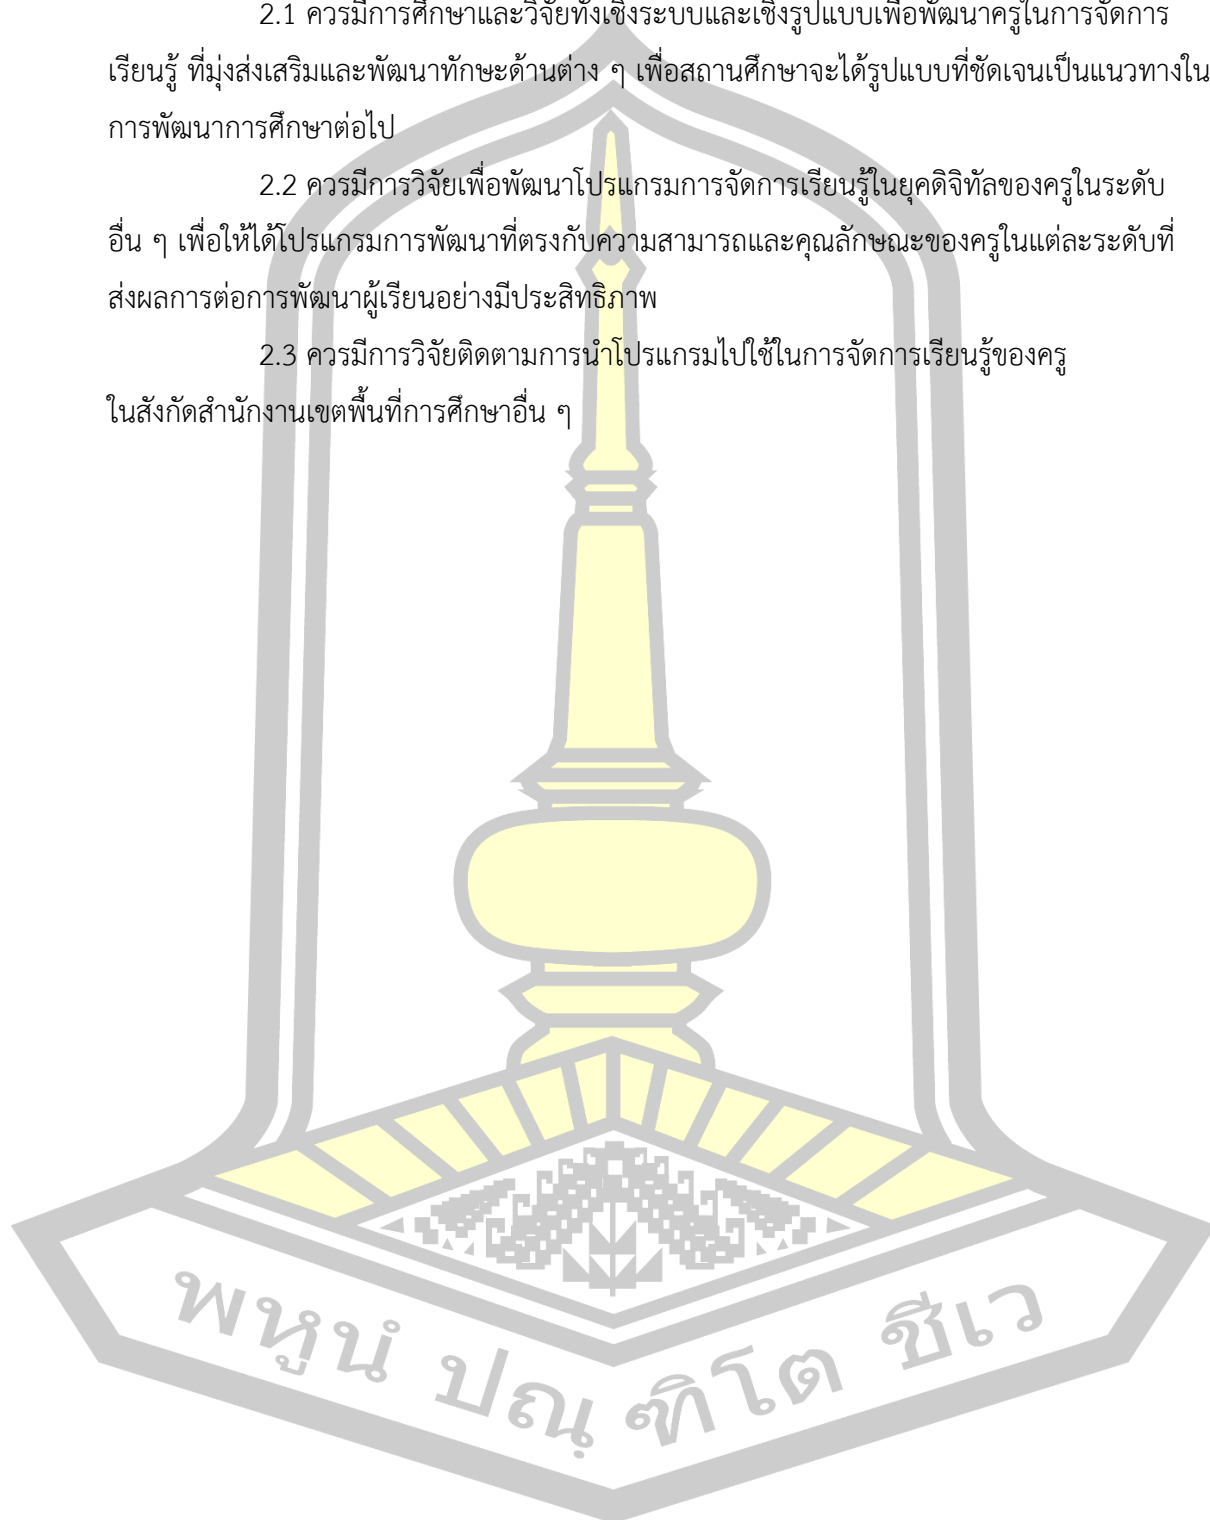 2.1 ควรมีการศึกษาและวิจัยทั้งเชิงระบบและเชิงรูปแบบเพื่อพัฒนาครูในการจัดการ
เรียนรู้ ที่มุ่งส่งเสริมและพัฒนาทักษะด้านต่าง ๆ เพื่อสถานศึกษาจะได้รูปแบบที่ชัดเจนเป็นแนวทางใน
การพัฒนาการศึกษาต่อไป
2.2 ควรมีการวิจัยเพื่อพัฒนาโปรแกรมการจัดการเรียนรู้ในยุคดิจิทัลของครูในระดับ
อื่น ๆ เพื่อให้ได้โปรแกรมการพัฒนาที่ตรงกับความสามารถและคุณลักษณะของครูในแต่ละระดับที่
ส่งผลการต่อการพัฒนาผู้เรียนอย่างมีประสิทธิภาพ
2.3 ควรมีการวิจัยติดตามการนำโปรแกรมไปใช้ในการจัดการเรียนรู้ของครู
ในสังกัดสำนักงานเขตพื้นที่การศึกษาอื่น ๆ
พหูนํ ปณฺ ฑิโต ชีเว